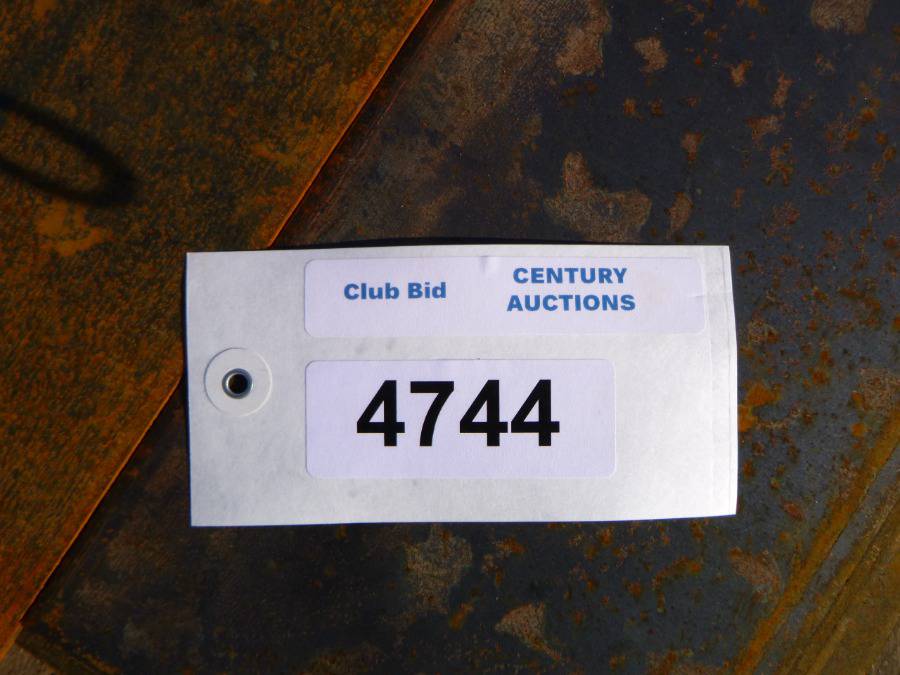 Club Bid
CENTURY
AUCTIONS
4744